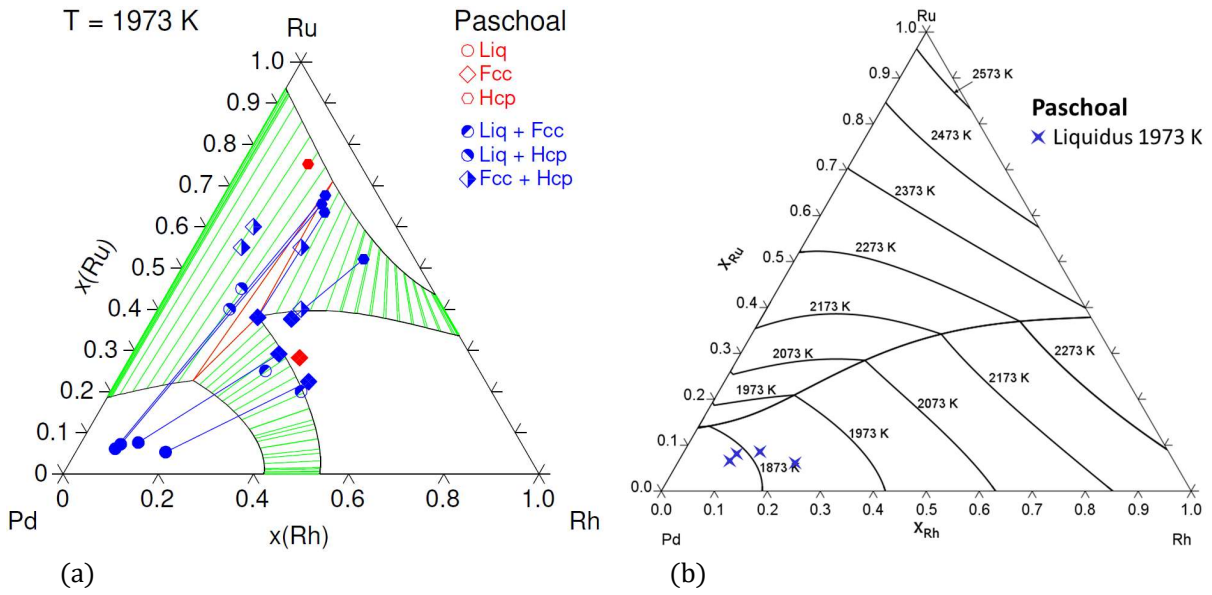 T = 1973 K
Paschoal
Liq
Fcc
Hcp
Liq + Fcc
Liq + Hcp
Fcc + Hcp
Ru
1.0
0.9
0.8
0.7
0.6
0.5
0.4
0.3
0.2
0.1
0
x(Ru)
0
0.2
0.4
0.6
0.8
1.0
Pd
x(Rh)
Rh
(a)
Ru
1.0
0.9
0.8
0.7
0.6
0.5
0.4
0.3
0.2
0.1
0.0
XRu
2573 K
2473 K
2373 K
2273 K
2173 K
2073 K
1973 K
1873 K
1973 K
2073 K
2173 K
2273 K
Paschoal
Liquidus 1973 K
0.0
0.1
0.2
0.3
0.4
0.5
0.6
0.7
0.8
0.9
1.0
Pd
XRh
Rh
(b)